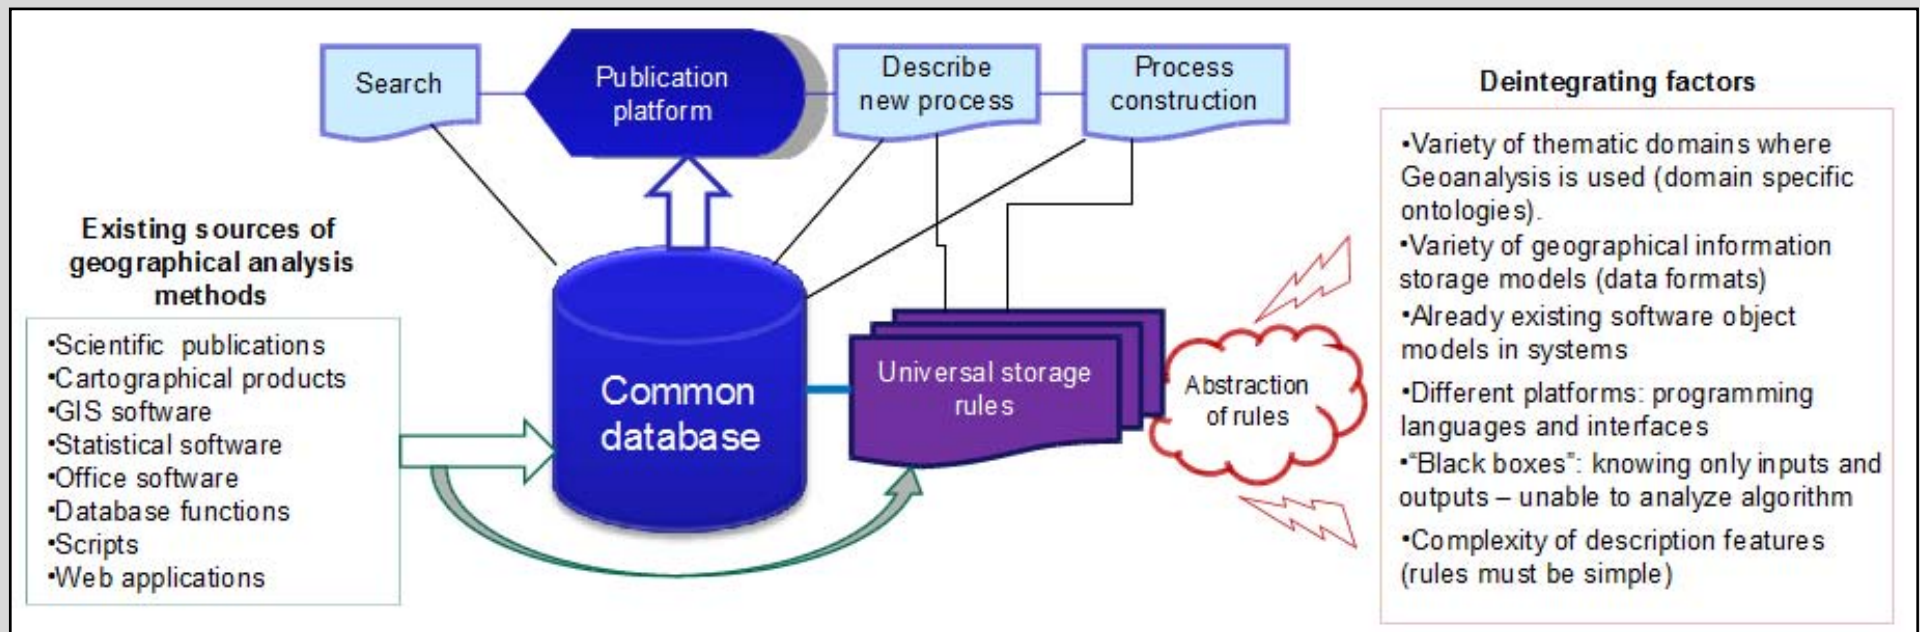 Search
Publication
platform
Describe
new process
Process
construction
Existing sources of
geographical analysis
methods
•Scientific publications
•Cartographical products
•GIS software
•Statistical software
•Office software
•Database functions
•Scripts
•Web applications
Common
database
Universal storage
rules
Abstraction
of rules
Deintegrating factors
•Variety of thematic domains where
Geoanalysis is used (domain specific
ontologies).
•Variety of geographical information
storage models (data formats)
•Already existing software object
models in systems
•Different platforms: programming
languages and interfaces
•“Black boxes”: knowing only inputs and
outputs – unable to analyze algorithm
•Complexity of description features
(rules must be simple)